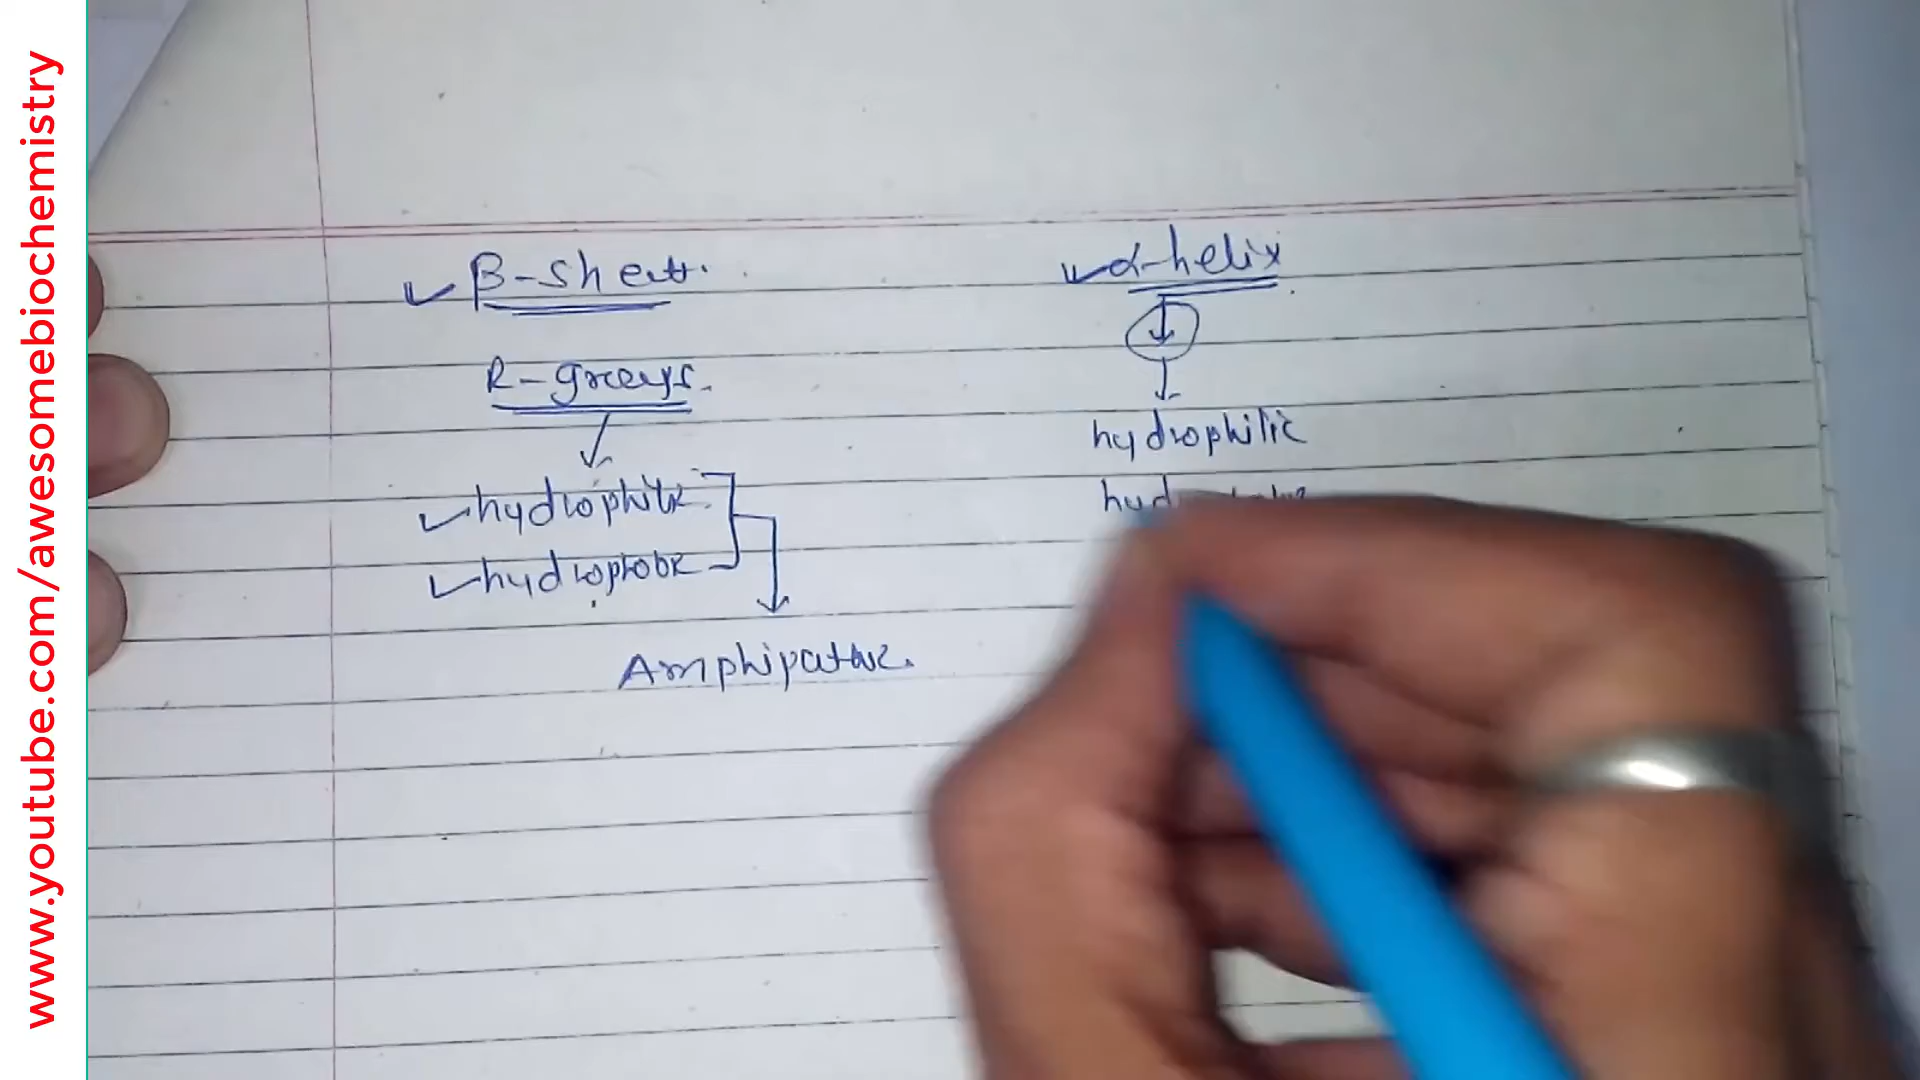 www.youtube.com/awesomebiochemistry
β-sheet.
R-groups.
hydrophilic
hydrophobic
Amphipathic.
α-helix
hydrophilic